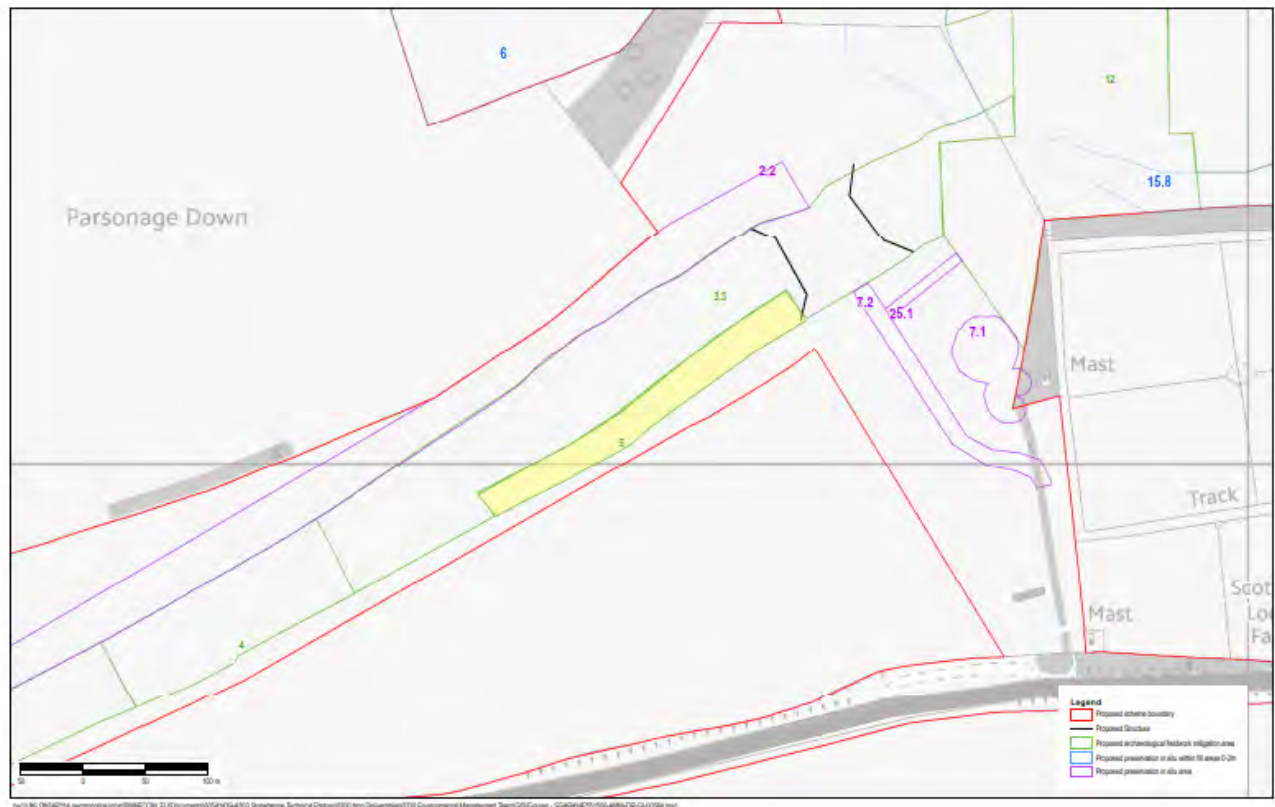 6
12
2.2
15.8
Parsonage Down
3.3
7.2
25.1
7.1
Mast
5
Track
Scot
Mast
Lo
Fa
4
Legend
Proposed scheme boundary
Proposed Structure
Proposed archaeological fieldwork mitigation area
Proposed preservation in situ within fill areas 0-2m
Proposed preservation in situ area
50 0 50 100 m